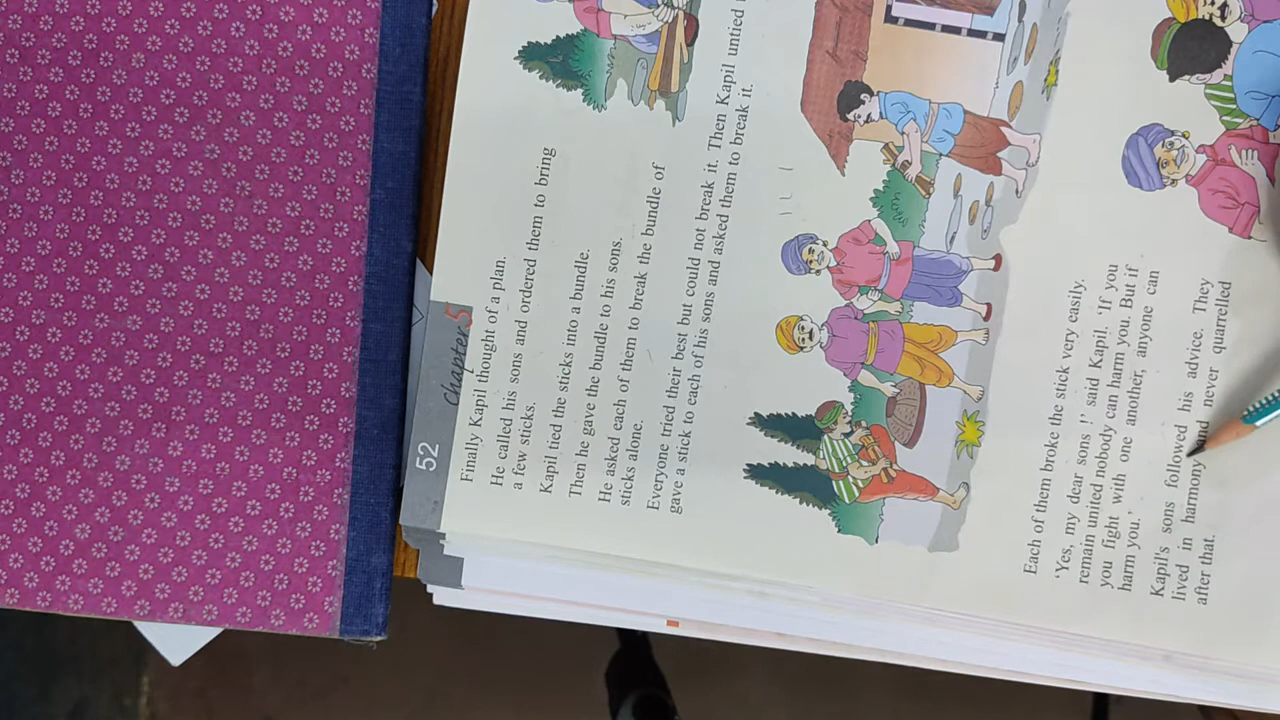 52
chapter 5
Finally Kapil thought of a plan.
He called his sons and ordered them to bring
a few sticks.
Kapil tied the sticks into a bundle.
Then he gave the bundle to his sons.
He asked each of them to break the bundle of
sticks alone.
Everyone tried their best but could not break it. Then Kapil untied
gave a stick to each of his sons and asked them to break it.
Each of them broke the stick very easily.
‘Yes, my dear sons !’ said Kapil. ‘If you
remain united nobody can harm you. But if
you fight with one another, anyone can
harm you.’
Kapil's sons followed his advice. They
lived in harmony and never quarrelled
after that.